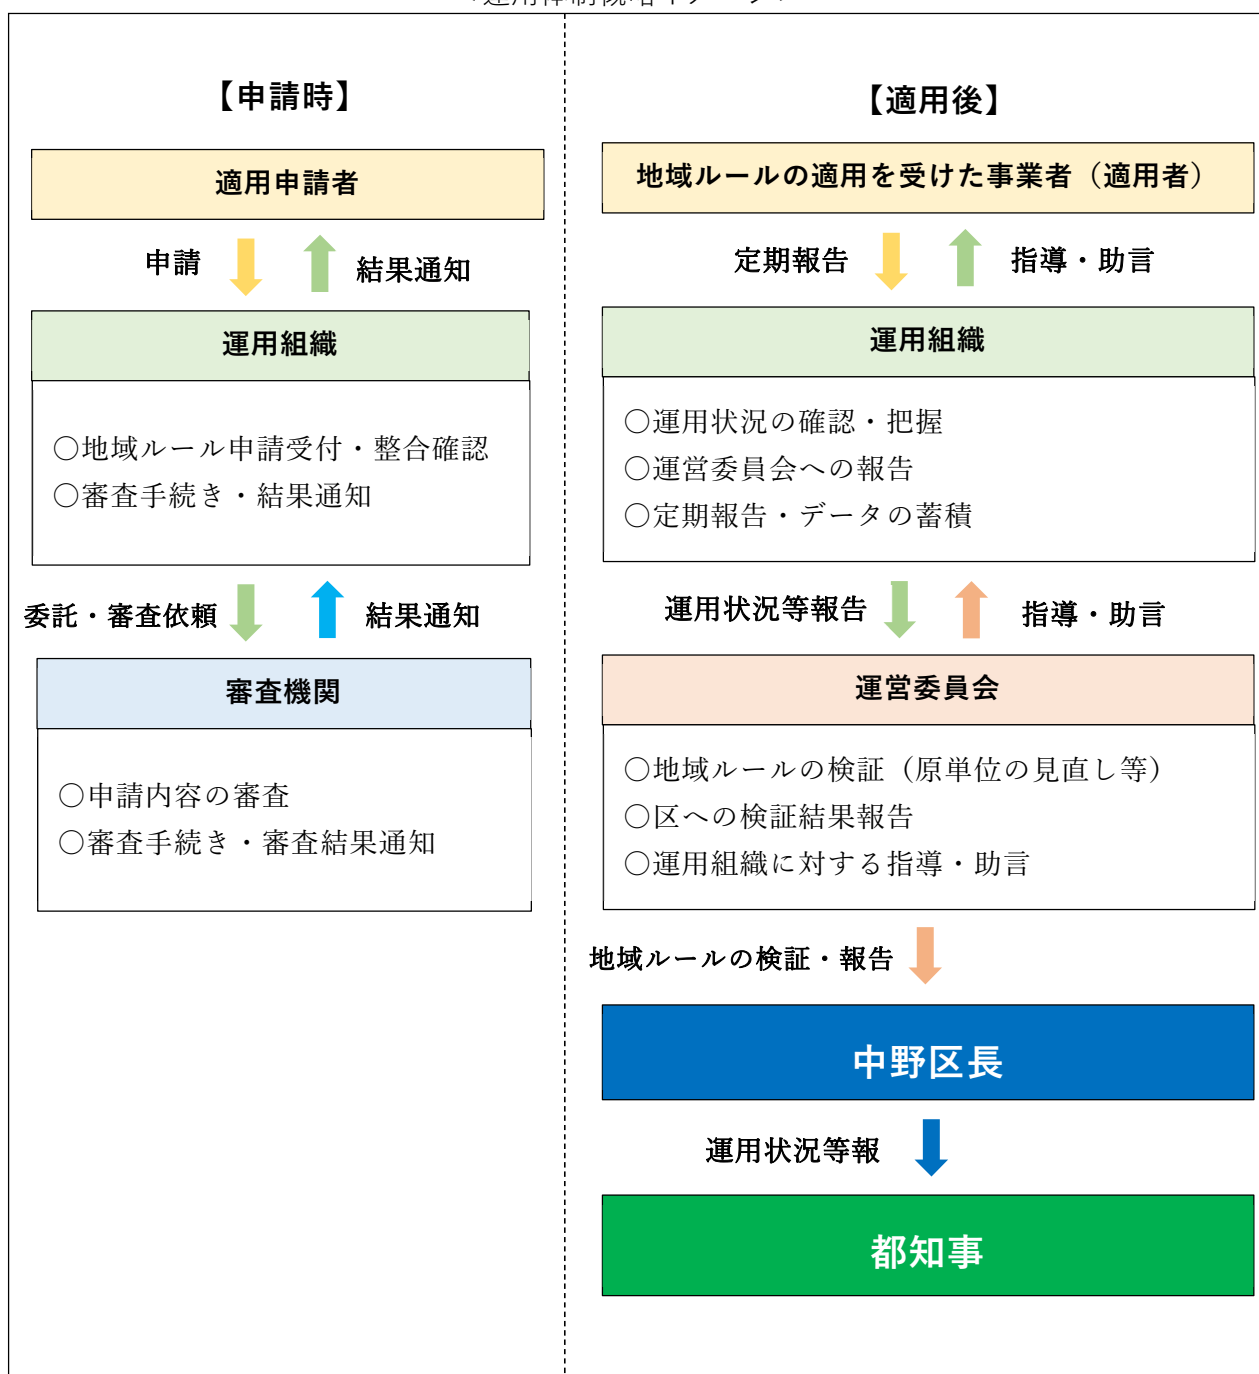 【申請時】
適用申請者
申請
結果通知
運用組織
〇地域ルール申請受付・整合確認
〇審査手続き・結果通知
委託・審査依頼
結果通知
審査機関
〇申請内容の審査
〇審査手続き・審査結果通知
【適用後】
地域ルールの適用を受けた事業者（適用者）
定期報告
指導・助言
運用組織
〇運用状況の確認・把握
〇運営委員会への報告
〇定期報告・データの蓄積
運用状況等報告
指導・助言
運営委員会
〇地域ルールの検証（原単位の見直し等）
〇区への検証結果報告
〇運用組織に対する指導・助言
地域ルールの検証・報告
中野区長
運用状況等報
都知事